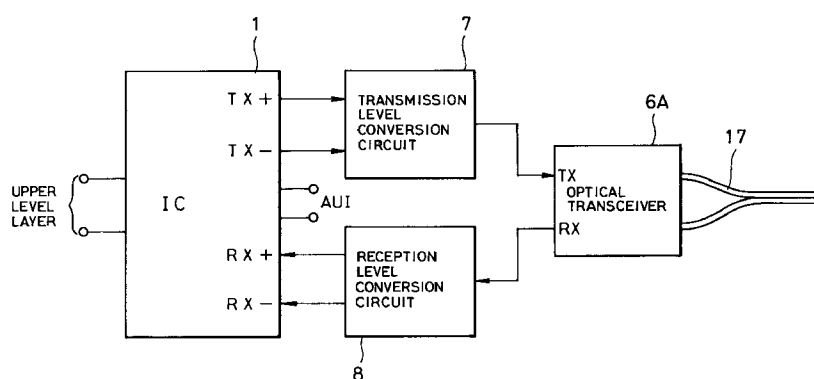 1
7
TX+
TRANSMISSION
LEVEL
CONVERSION
CIRCUIT
6A
17
TX-
TX
OPTICAL
TRANSCEIVER
RX
UPPER
LEVEL
LAYER
IC
AUI
RX+
RECEPTION
LEVEL
CONVERSION
CIRCUIT
RX-
8